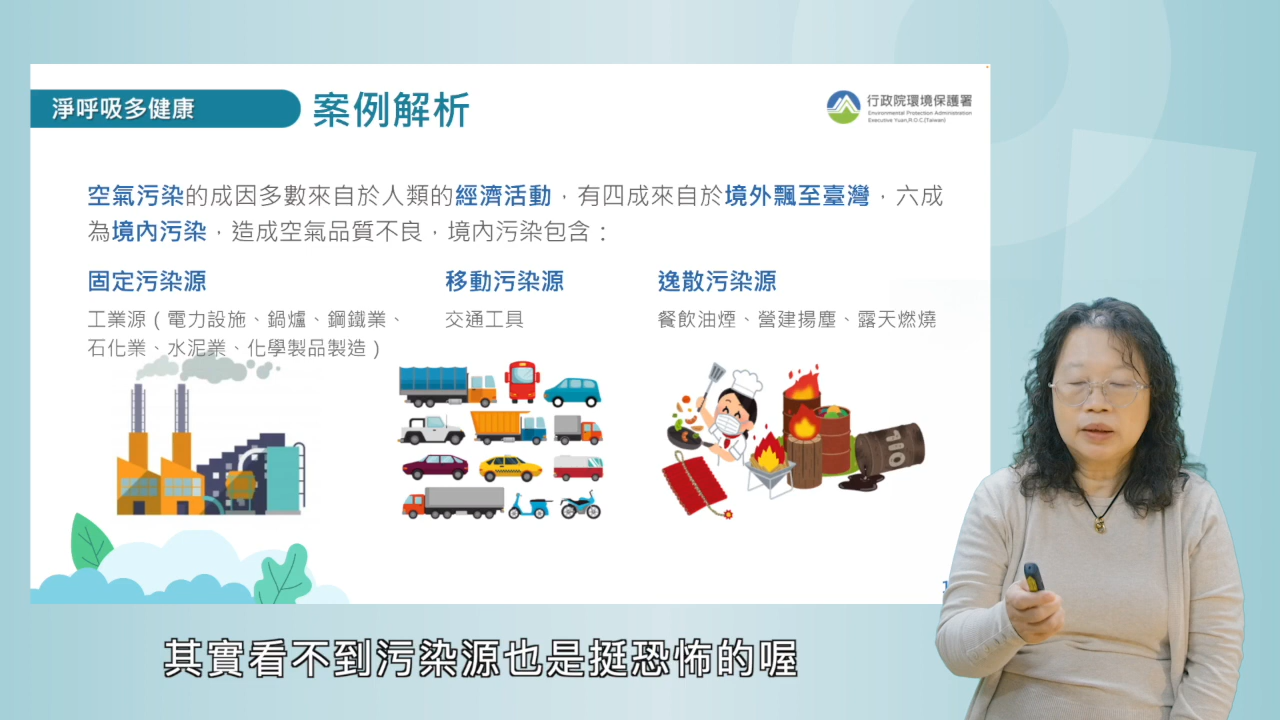 淨呼吸多健康
案例解析
行政院環境保護署
Environmental Protection Administration
Executive Yuan,R.O.C.(Taiwan)
空氣污染的成因多數來自於人類的經濟活動，有四成來自於境外飄至臺灣，六成
為境內污染，造成空氣品質不良，境內污染包含：
固定污染源
工業源（電力設施、鍋爐、鋼鐵業、
石化業、水泥業、化學製品製造）
移動污染源
交通工具
逸散污染源
餐飲油煙、營建揚塵、露天燃燒
OIL
其實看不到污染源也是挺恐怖的喔